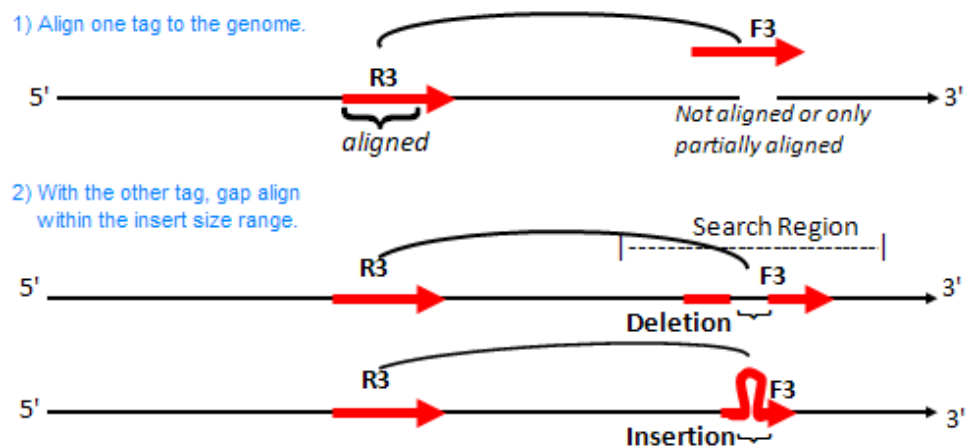 1) Align one tag to the genome.
F3
R3
5'
3'
aligned
Not aligned or only
partially aligned
2) With the other tag, gap align
within the insert size range.
Search Region
R3
F3
5'
3'
Deletion
R3
F3
5'
3'
Insertion